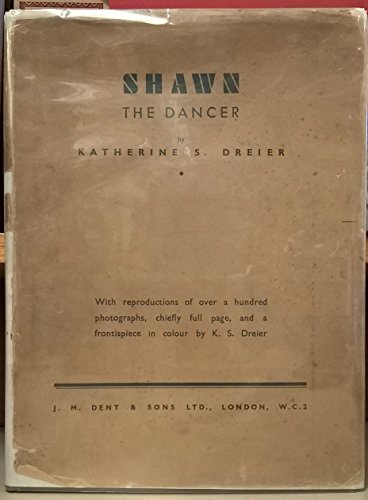 SHAWN
THE DANCER
by
KATHERINE S. DREIER
With reproductions of over a hundred
photographs, chiefly full page, and a
frontispiece in colour by K. S. Dreier
J. M. DENT & SONS LTD., LONDON, W.C.2